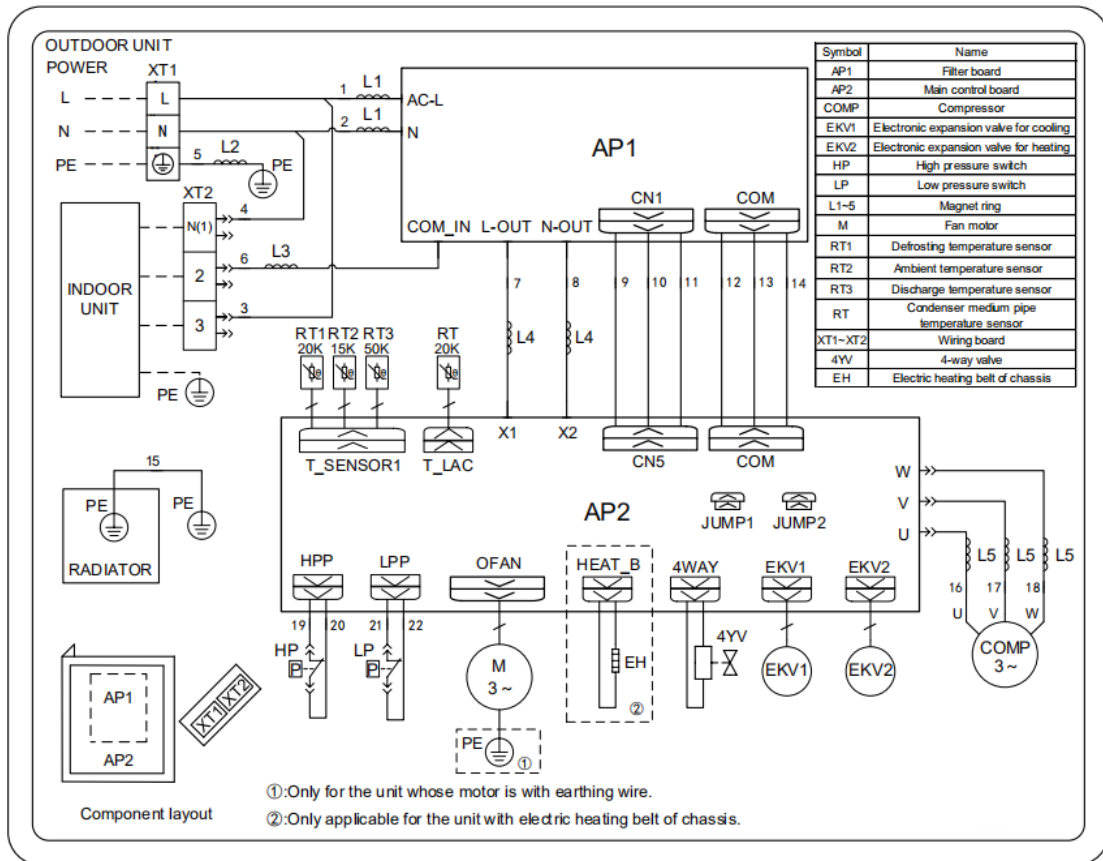 OUTDOOR UNIT
POWER
XT1
L
L
N
N
PE
5
L2
PE
1
L1
2
L1
AC-L
N
AP1
CN1
COM
COM_IN
L-OUT
N-OUT
XT2
N(1)
4
2
6
L3
3
3
INDOOR
UNIT
PE
7
8
9
10
11
12
13
14
L4
L4
RT1
20K
RT2
15K
RT3
50K
RT
20K
T_SENSOR1
T_LAC
X1
X2
CN5
COM
AP2
JUMP1
JUMP2
W
V
U
L5
L5
L5
16
17
18
U
V
W
COMP
3 ~
15
PE
PE
RADIATOR
HPP
LPP
OFAN
HEAT_B
4WAY
EKV1
EKV2
19
20
21
22
HP
P
LP
P
M
3 ~
PE
①
EH
②
4YV
EKV1
EKV2
AP1
AP2
XT1
XT2
Component layout
①:Only for the unit whose motor is with earthing wire.
②:Only applicable for the unit with electric heating belt of chassis.
Symbol Name
AP1 Filter board
AP2 Main control board
COMP Compressor
EKV1 Electronic expansion valve for cooling
EKV2 Electronic expansion valve for heating
HP High pressure switch
LP Low pressure switch
L1~5 Magnet ring
M Fan motor
RT1 Defrosting temperature sensor
RT2 Ambient temperature sensor
RT3 Discharge temperature sensor
RT Condenser medium pipe
temperature sensor
XT1~XT2 Wiring board
4YV 4-way valve
EH Electric heating belt of chassis